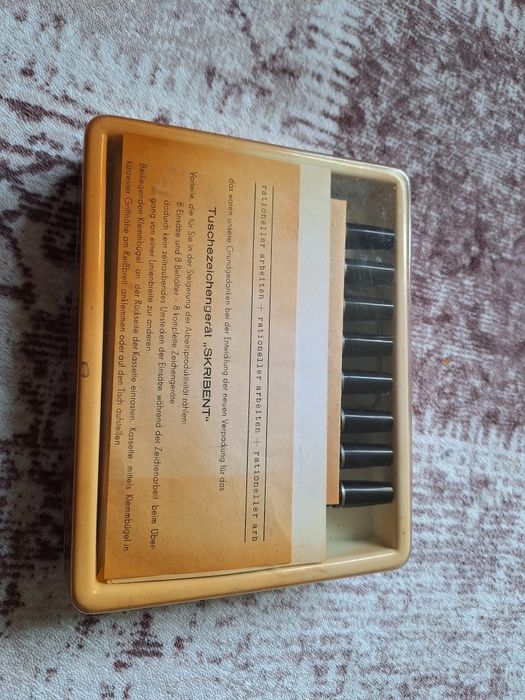 rationeller arbeiten + rationeller arbeiten + rationeller arb
das waren unsere Grundgedanken bei der Entwicklung der neuen Verpackung für das
Tuschezeichengerät „SKRIBENT“
Vorteile, die für Sie in der Steigerung der Arbeitsproduktivität zählen:
8 Einsätze und 8 Behälter - 8 komplette Zeichengeräte
dadurch kein zeitraubendes Umstecken der Einsätze während der Zeichenarbeit beim Über-
gang von einer Linienbreite zur anderen.
Beiliegenden Klemmbügel an der Rückseite der Kassette einrasten. Kassette mittels Klemmbügel in
kürzester Griffnähe am Reißbrett anklemmen oder auf den Tisch aufstellen.